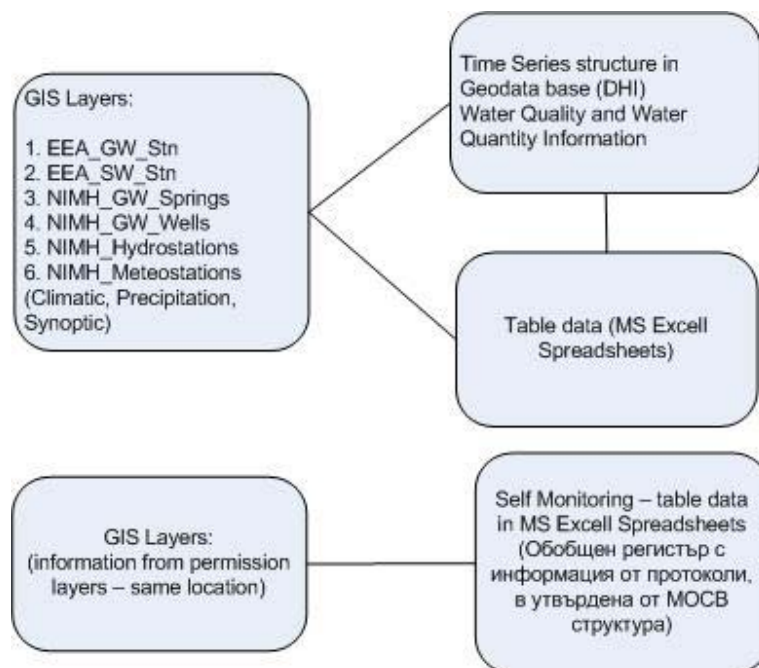 GIS Layers:
1. EEA_GW_Stn
2. EEA_SW_Stn
3. NIMH_GW_Springs
4. NIMH_GW_Wells
5. NIMH_Hydrostations
6. NIMH_Meteostations
(Climatic, Precipitation,
Synoptic)
Time Series structure in
Geodata base (DHI)
Water Quality and Water
Quantity Information
Table data (MS Excell
Spreadsheets)
GIS Layers:
(information from permission
layers – same location)
Self Monitoring – table data
in MS Excell Spreadsheets
(Обобщен регистър с
информация от протоколи,
в утвърдена от МОСВ
структура)